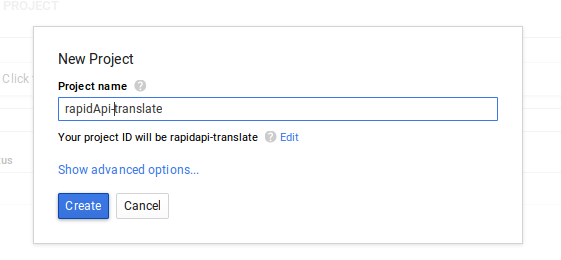 PROJECT
Click
tus
New Project
Project name ?
rapidApi-translate
Your project ID will be rapidapi-translate ? Edit
Show advanced options...
Create Cancel